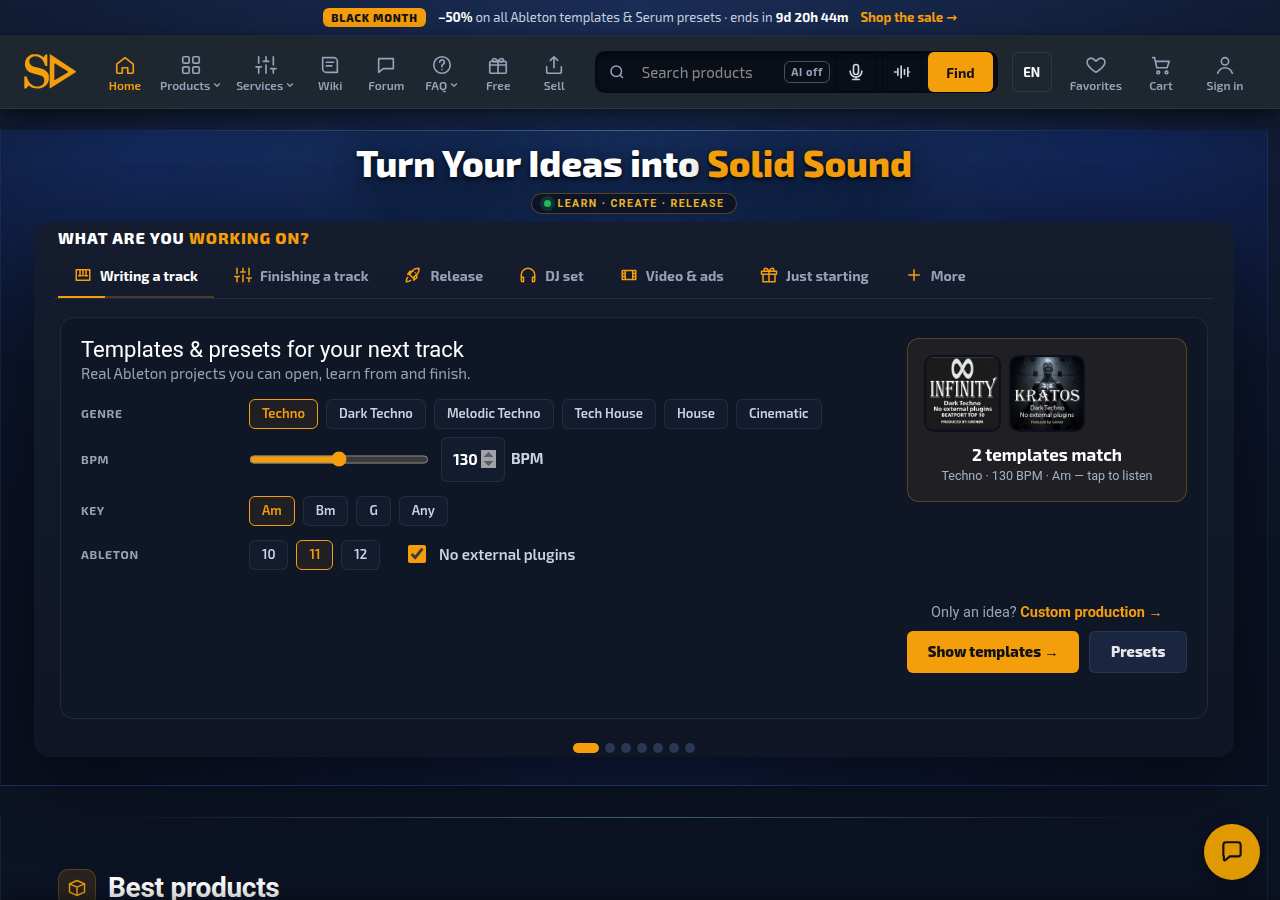 BLACK MONTH −50% on all Ableton templates & Serum presets · ends in 9d 20h 44m Shop the sale →
Home Products Services Wiki Forum FAQ Free Sell Search products AI off Find EN Favorites Cart Sign in
Turn Your Ideas into Solid Sound
LEARN · CREATE · RELEASE
WHAT ARE YOU WORKING ON?
Writing a track Finishing a track Release DJ set Video & ads Just starting More
Templates & presets for your next track
Real Ableton projects you can open, learn from and finish.
GENRE Techno Dark Techno Melodic Techno Tech House House Cinematic
BPM 130 BPM
KEY Am Bm G Any
ABLETON 10 11 12 No external plugins
INFINITY
Dark Techno
No external plugins
BEATPORT TOP 10
KRATOS
Dark Techno
No external plugins
2 templates match
Techno · 130 BPM · Am — tap to listen
Only an idea? Custom production →
Show templates → Presets
Best products